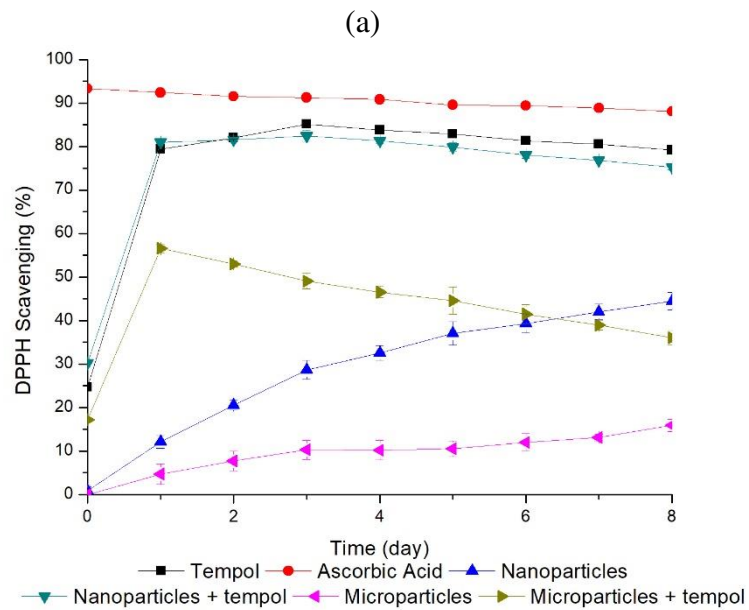 (a)
100
90
80
70
60
50
40
30
20
10
0
DPPH Scavenging (%)
0 2 4 6 8
Time (day)
Tempol Ascorbic Acid Nanoparticles
Nanoparticles + tempol Microparticles Microparticles + tempol